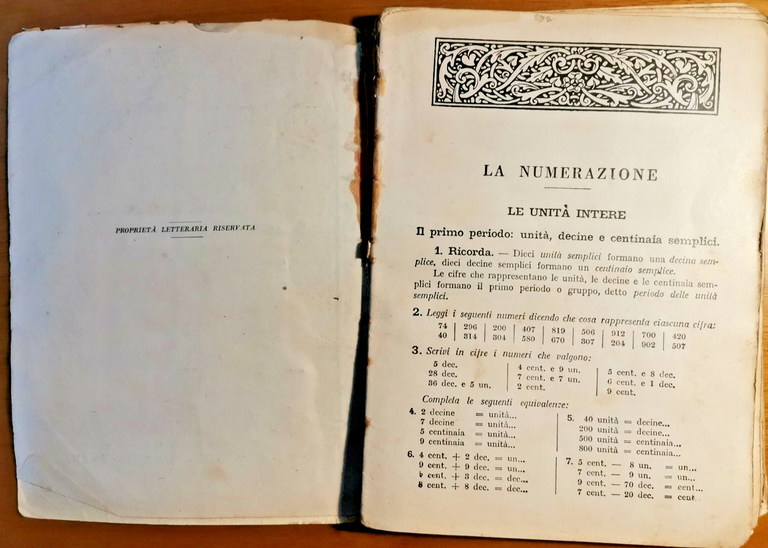 PROPRIETÀ LETTERARIA RISERVATA
LA NUMERAZIONE
LE UNITÀ INTERE
Il primo periodo: unità, decine e centinaia semplici.
1. Ricorda. — Dieci unità semplici formano una decina sem-
plice, dieci decine semplici formano un centinaio semplice.
Le cifre che rappresentano le unità, le decine e le centinaia sem-
plici formano il primo periodo o gruppo, detto periodo delle unità
semplici.
2. Leggi i seguenti numeri dicendo che cosa rappresenta ciascuna cifra:
74 | 296 | 200 | 407 | 819 | 506 | 912 | 700 | 420
40 | 314 | 304 | 580 | 670 | 307 | 204 | 902 | 507
3. Scrivi in cifre i numeri che valgono:
5 dec. | 4 cent. e 9 un. | 5 cent. e 8 dec.
28 dec. | 7 cent. e 7 un. | 6 cent. e 1 dec.
36 dec. e 5 un. | 2 cent. | 9 cent.
Completa le seguenti equivalenze:
4. 2 decine = unità...
7 decine = unità...
5 centinaia = unità...
9 centinaia = unità...
5. 40 unità = decine...
200 unità = decine...
500 unità = centinaia...
800 unità = centinaia...
6. 4 cent. + 2 dec. = un...
9 cent. + 9 dec. = un...
cent. + 3 dec. = dec...
8 cent. + 8 dec. = dec...
7. 5 cent. — 8 un. = un...
7 cent. — 9 un. = un...
9 cent. — 70 dec. = cent...
7 cent. — 20 dec. = cent...